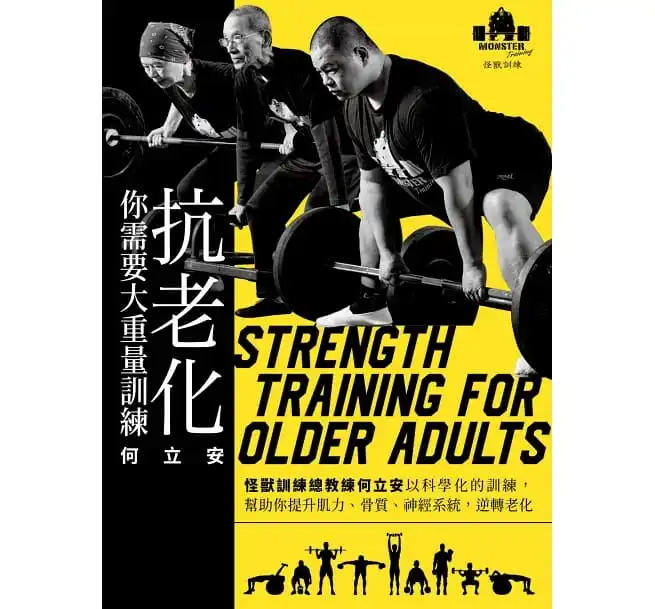 MONSTER
Training
怪獸訓練
抗老化
你需要大重量訓練
何立安
STRENGTH
TRAINING FOR
OLDER ADULTS
怪獸訓練總教練何立安以科學化的訓練，
幫助你提升肌力、骨質、神經系統，逆轉老化